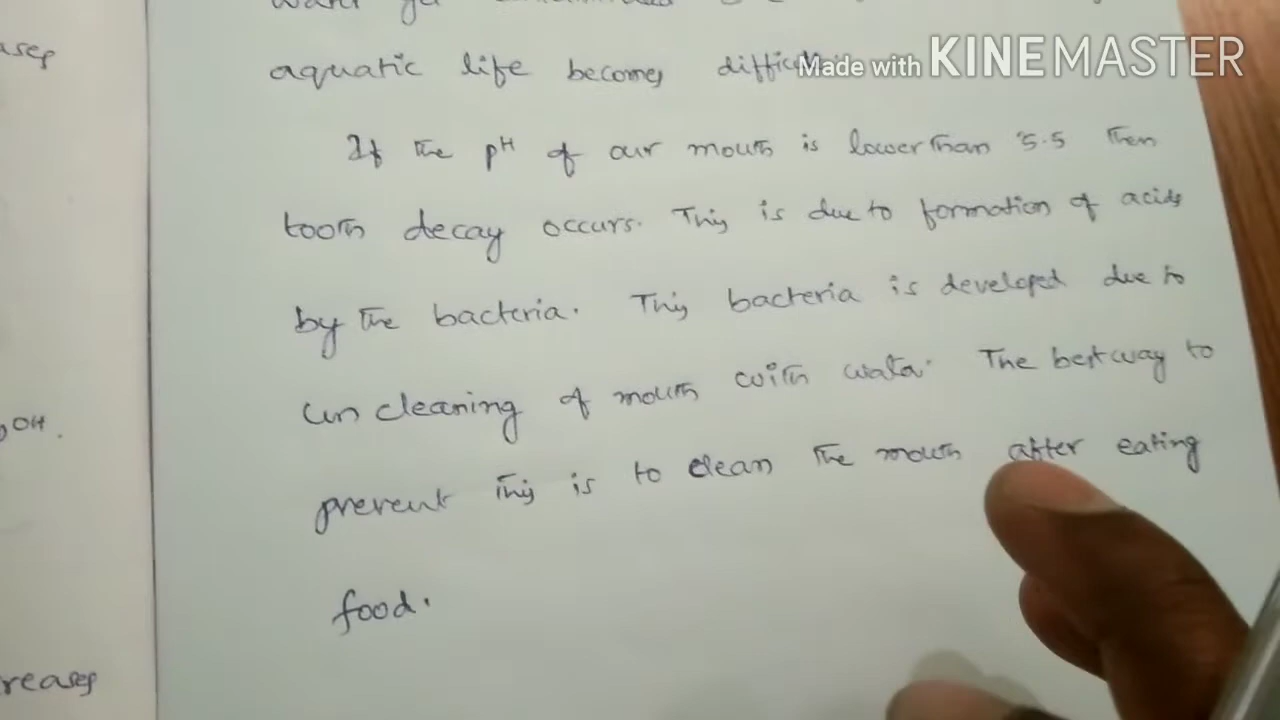 aquatic life becomes
Made with KINEMASTER
If the pH of our mouth is lower than 5.5 then
tooth decay occurs. This is due to formation of acids
by the bacteria. This bacteria is developed due to
un cleaning of mouth with water. The best way to
prevent this is to clean the mouth after eating
food.
OH.